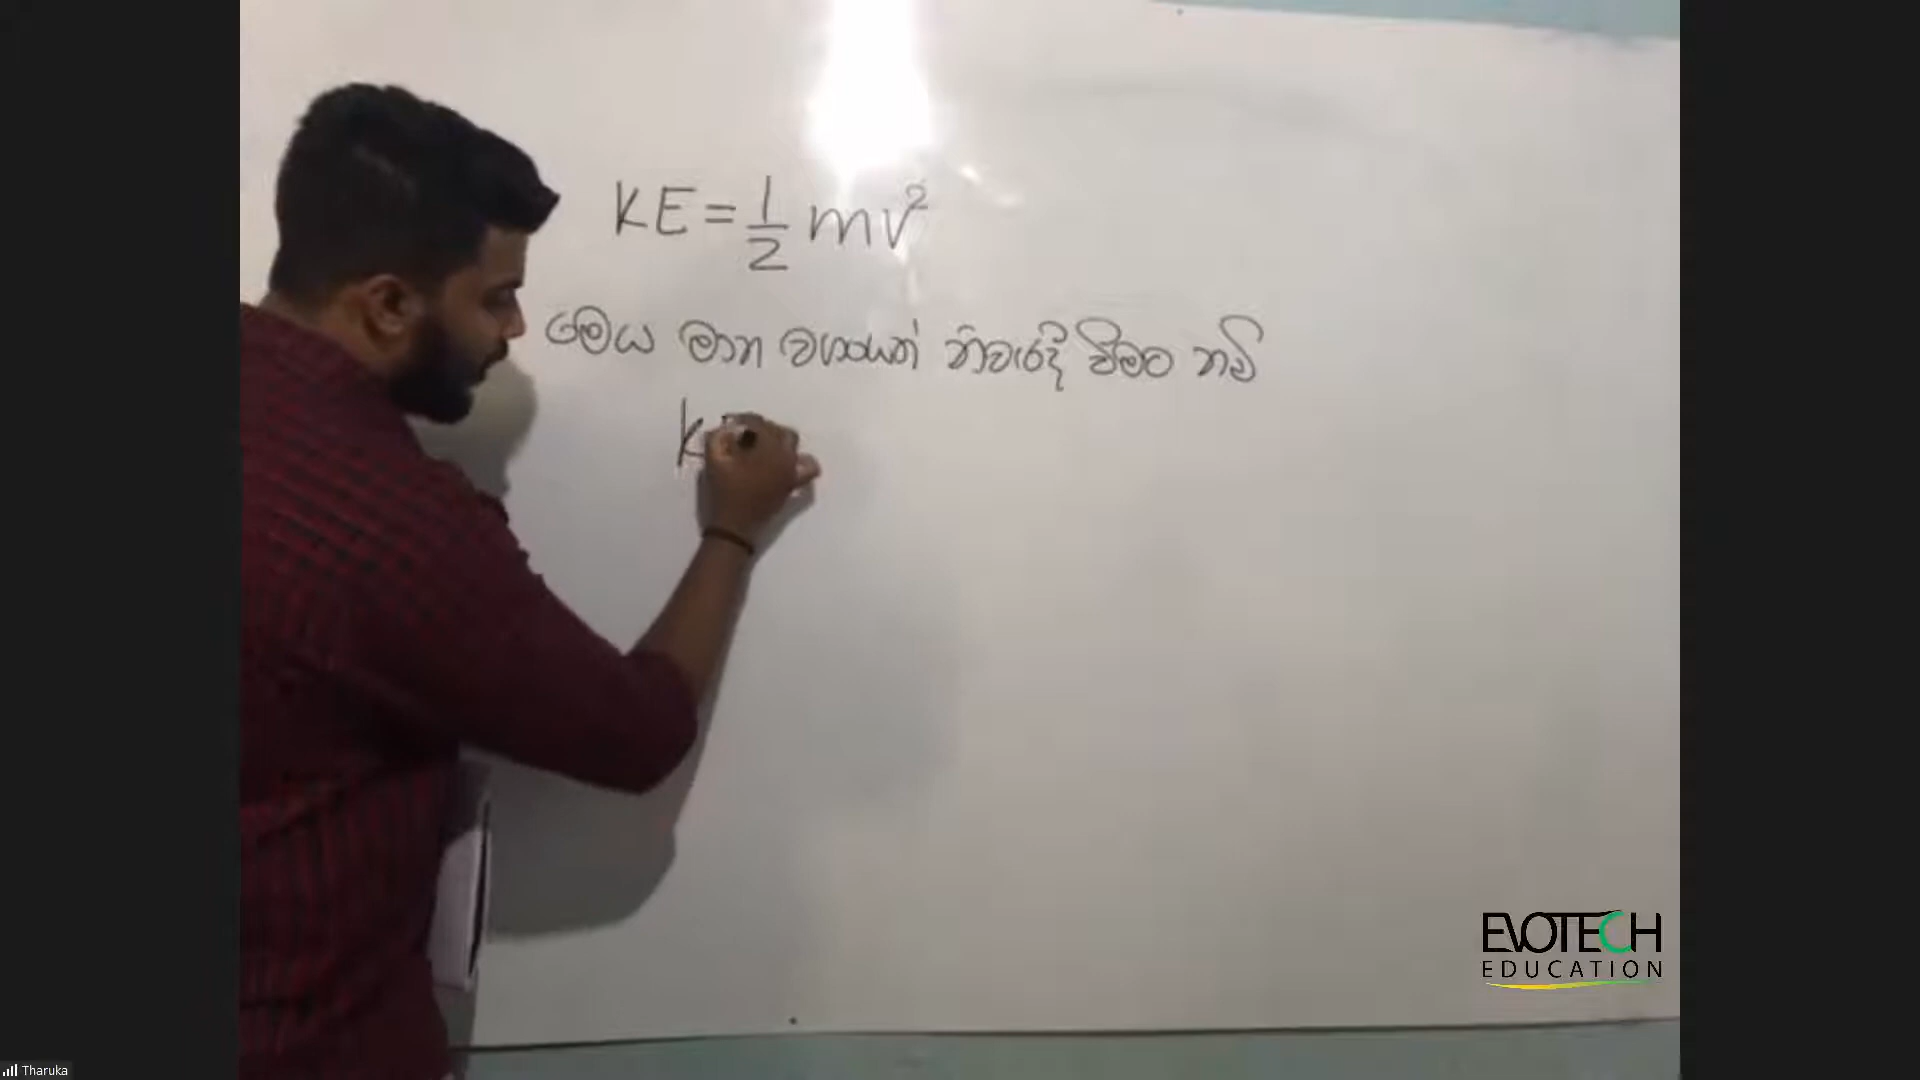 KE = 1/2 mv²
මෙය මාන වශයෙන් නිවැරදි වීමට නම්
K
EVOTECH
EDUCATION
Tharuka